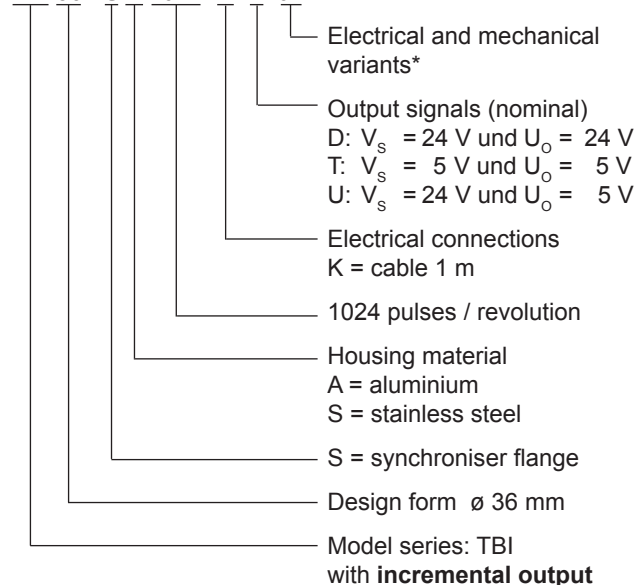 Electrical and mechanical
variants*
Output signals (nominal)
D: V_S = 24 V und U_O = 24 V
T: V_S = 5 V und U_O = 5 V
U: V_S = 24 V und U_O = 5 V
Electrical connections
K = cable 1 m
1024 pulses / revolution
Housing material
A = aluminium
S = stainless steel
S = synchroniser flange
Design form ø 36 mm
Model series: TBI
with incremental output